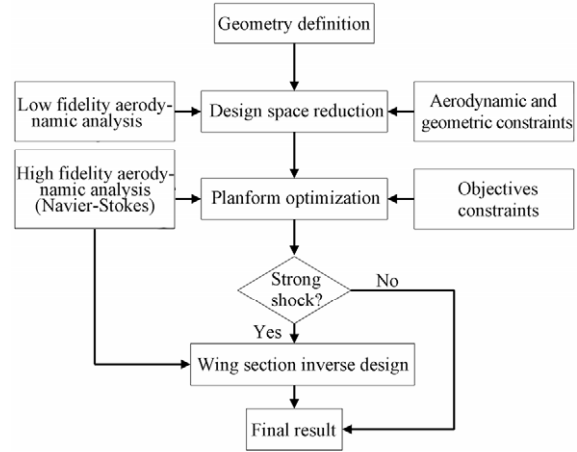 Geometry definition
Low fidelity aerody-
namic analysis
Design space reduction
Aerodynamic and
geometric constraints
High fidelity aerody-
namic analysis
(Navier-Stokes)
Planform optimization
Objectives
constraints
Strong
shock?
No
Yes
Wing section inverse design
Final result